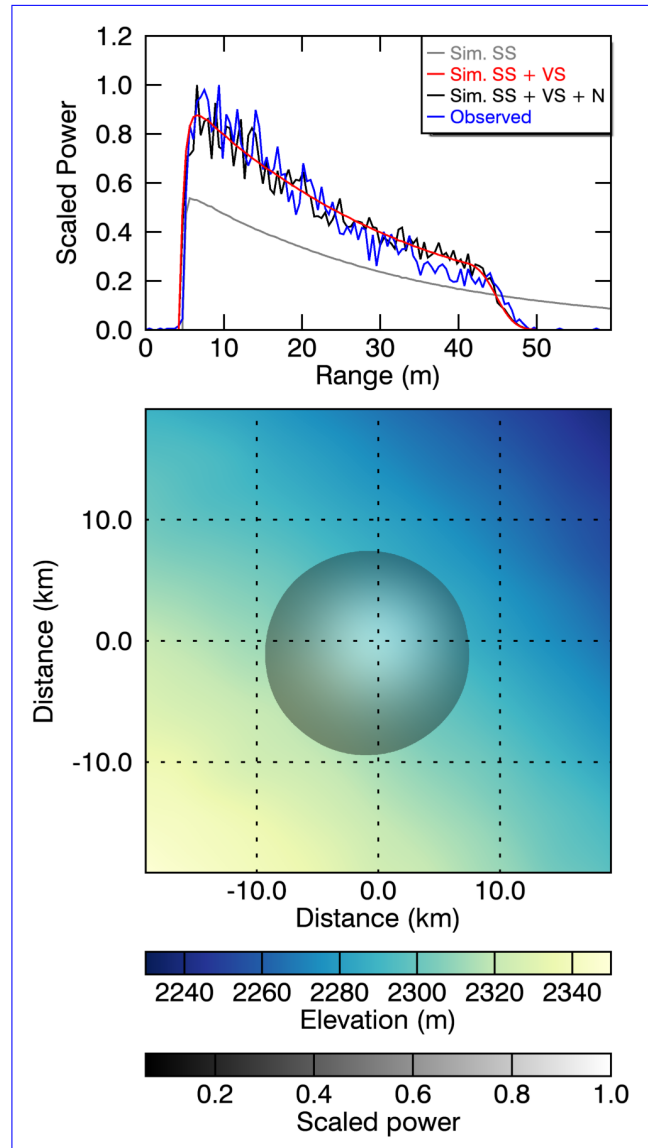 1.2
1.0
0.8
0.6
0.4
0.2
0.0
Scaled Power
Sim. SS
Sim. SS + VS
Sim. SS + VS + N
Observed
0 10 20 30 40 50
Range (m)
10.0
0.0
-10.0
Distance (km)
-10.0 0.0 10.0
Distance (km)
2240 2260 2280 2300 2320 2340
Elevation (m)
0.2 0.4 0.6 0.8 1.0
Scaled power